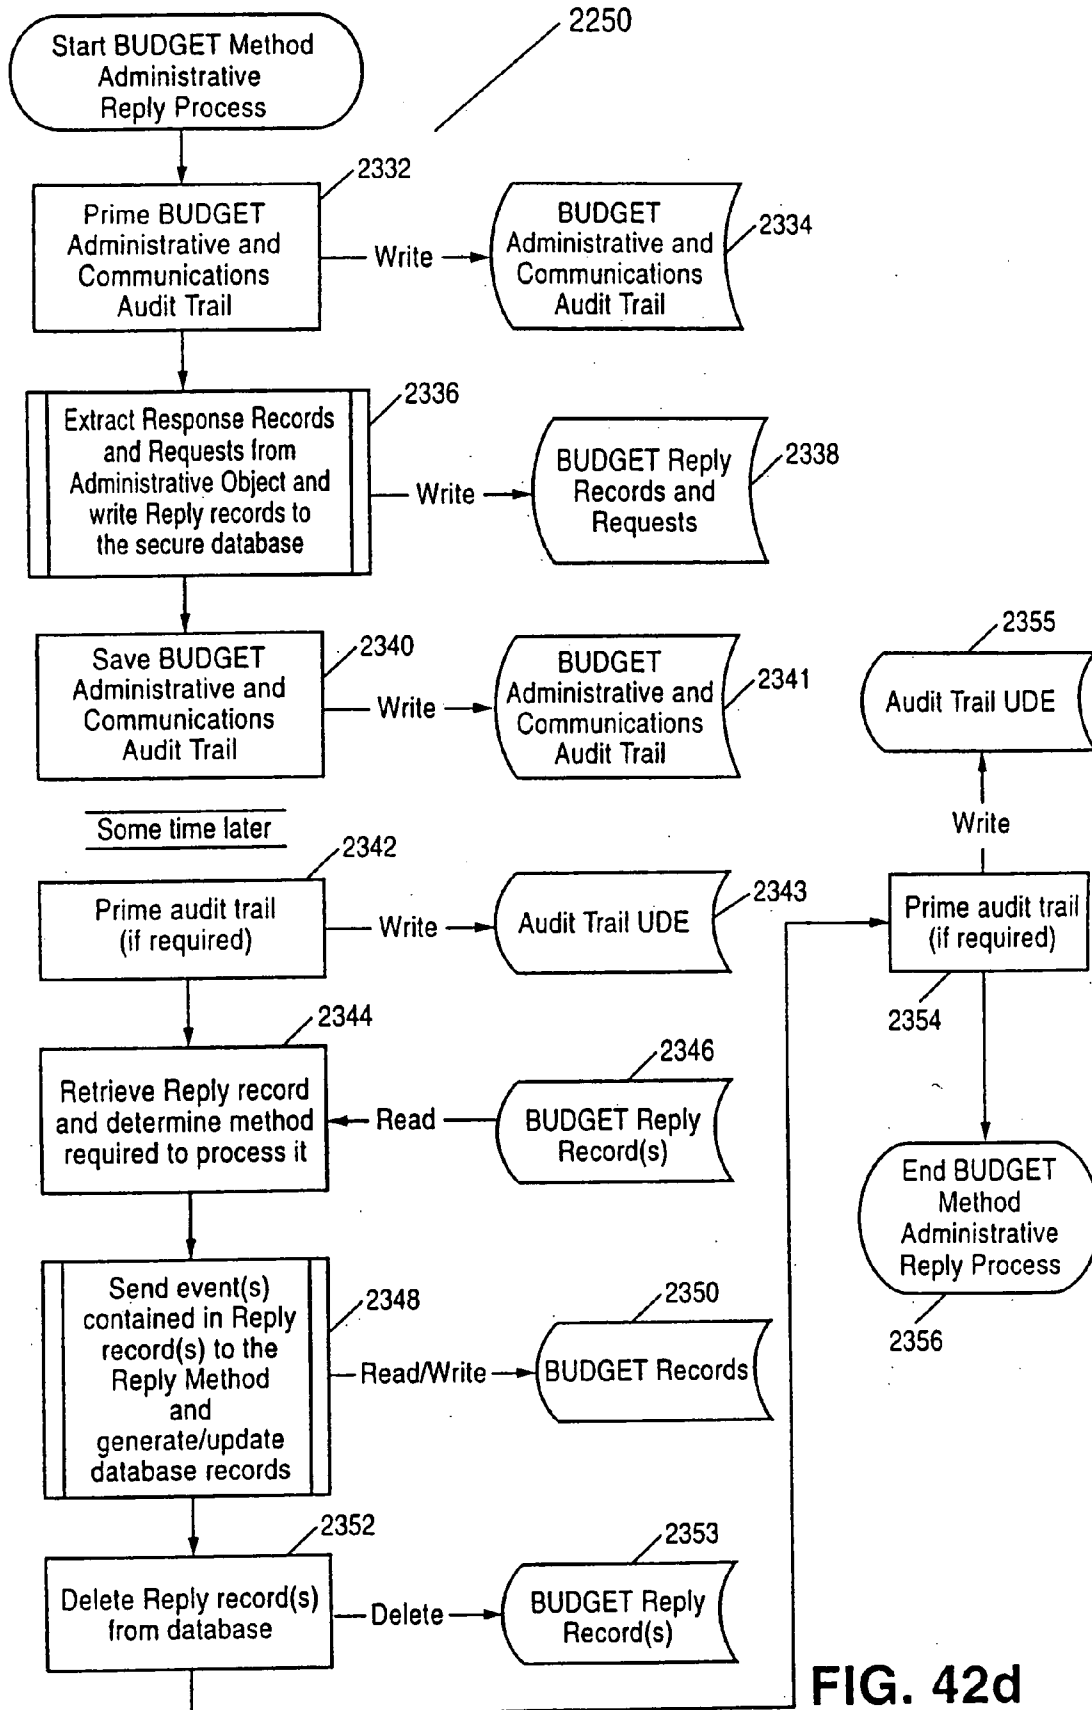 2250
Start BUDGET Method
Administrative
Reply Process
2332
Prime BUDGET
Administrative and
Communications
Audit Trail
Write
BUDGET
Administrative and
Communications
Audit Trail
2334
2336
Extract Response Records
and Requests from
Administrative Object and
write Reply records to
the secure database
Write
BUDGET Reply
Records and
Requests
2338
2340
Save BUDGET
Administrative and
Communications
Audit Trail
Write
BUDGET
Administrative and
Communications
Audit Trail
2341
Some time later
2342
Prime audit trail
(if required)
Write
Audit Trail UDE
2343
2344
Retrieve Reply record
and determine method
required to process it
Read
2346
BUDGET Reply
Record(s)
2348
Send event(s)
contained in Reply
record(s) to the
Reply Method
and
generate/update
database records
Read/Write
2350
BUDGET Records
2352
Delete Reply record(s)
from database
Delete
2353
BUDGET Reply
Record(s)
2355
Audit Trail UDE
Write
Prime audit trail
(if required)
2354
End BUDGET
Method
Administrative
Reply Process
2356
FIG. 42d